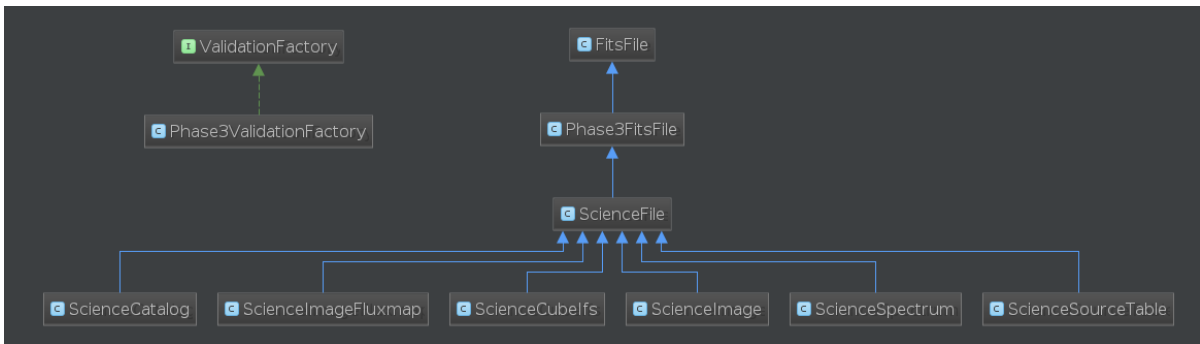 I ValidationFactory
C FitsFile
C Phase3ValidationFactory
C Phase3FitsFile
C ScienceFile
C ScienceCatalog
C ScienceImageFluxmap
C ScienceCubeIfs
C ScienceImage
C ScienceSpectrum
C ScienceSourceTable